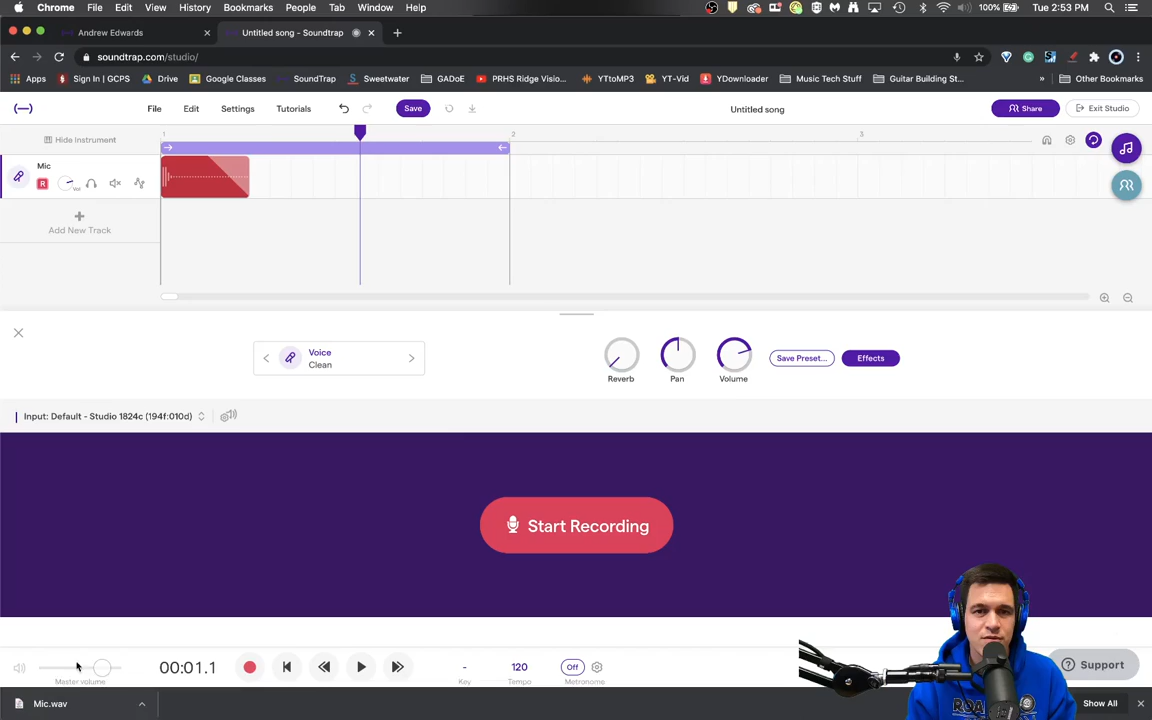 Chrome File Edit View History Bookmarks People Tab Window Help 100% Tue 2:53 PM
Andrew Edwards Untitled song - Soundtrap
soundtrap.com/studio/
Apps Sign In | GCPS Drive Google Classes SoundTrap Sweetwater GADoE PRHS Ridge Visio... YTtoMP3 YT-Vid YDownloader Music Tech Stuff Guitar Building St... » Other Bookmarks
File Edit Settings Tutorials Save Untitled song Share Exit Studio
Hide Instrument 1 2 3
Mic
R Vol
Add New Track
Voice
Clean
Save Preset... Effects
Reverb Pan Volume
Input: Default - Studio 1824c (194f:010d)
Start Recording
00:01.1 - 120 Off Support
Master volume Key Tempo Metronome
Mic.wav Show All
ROA